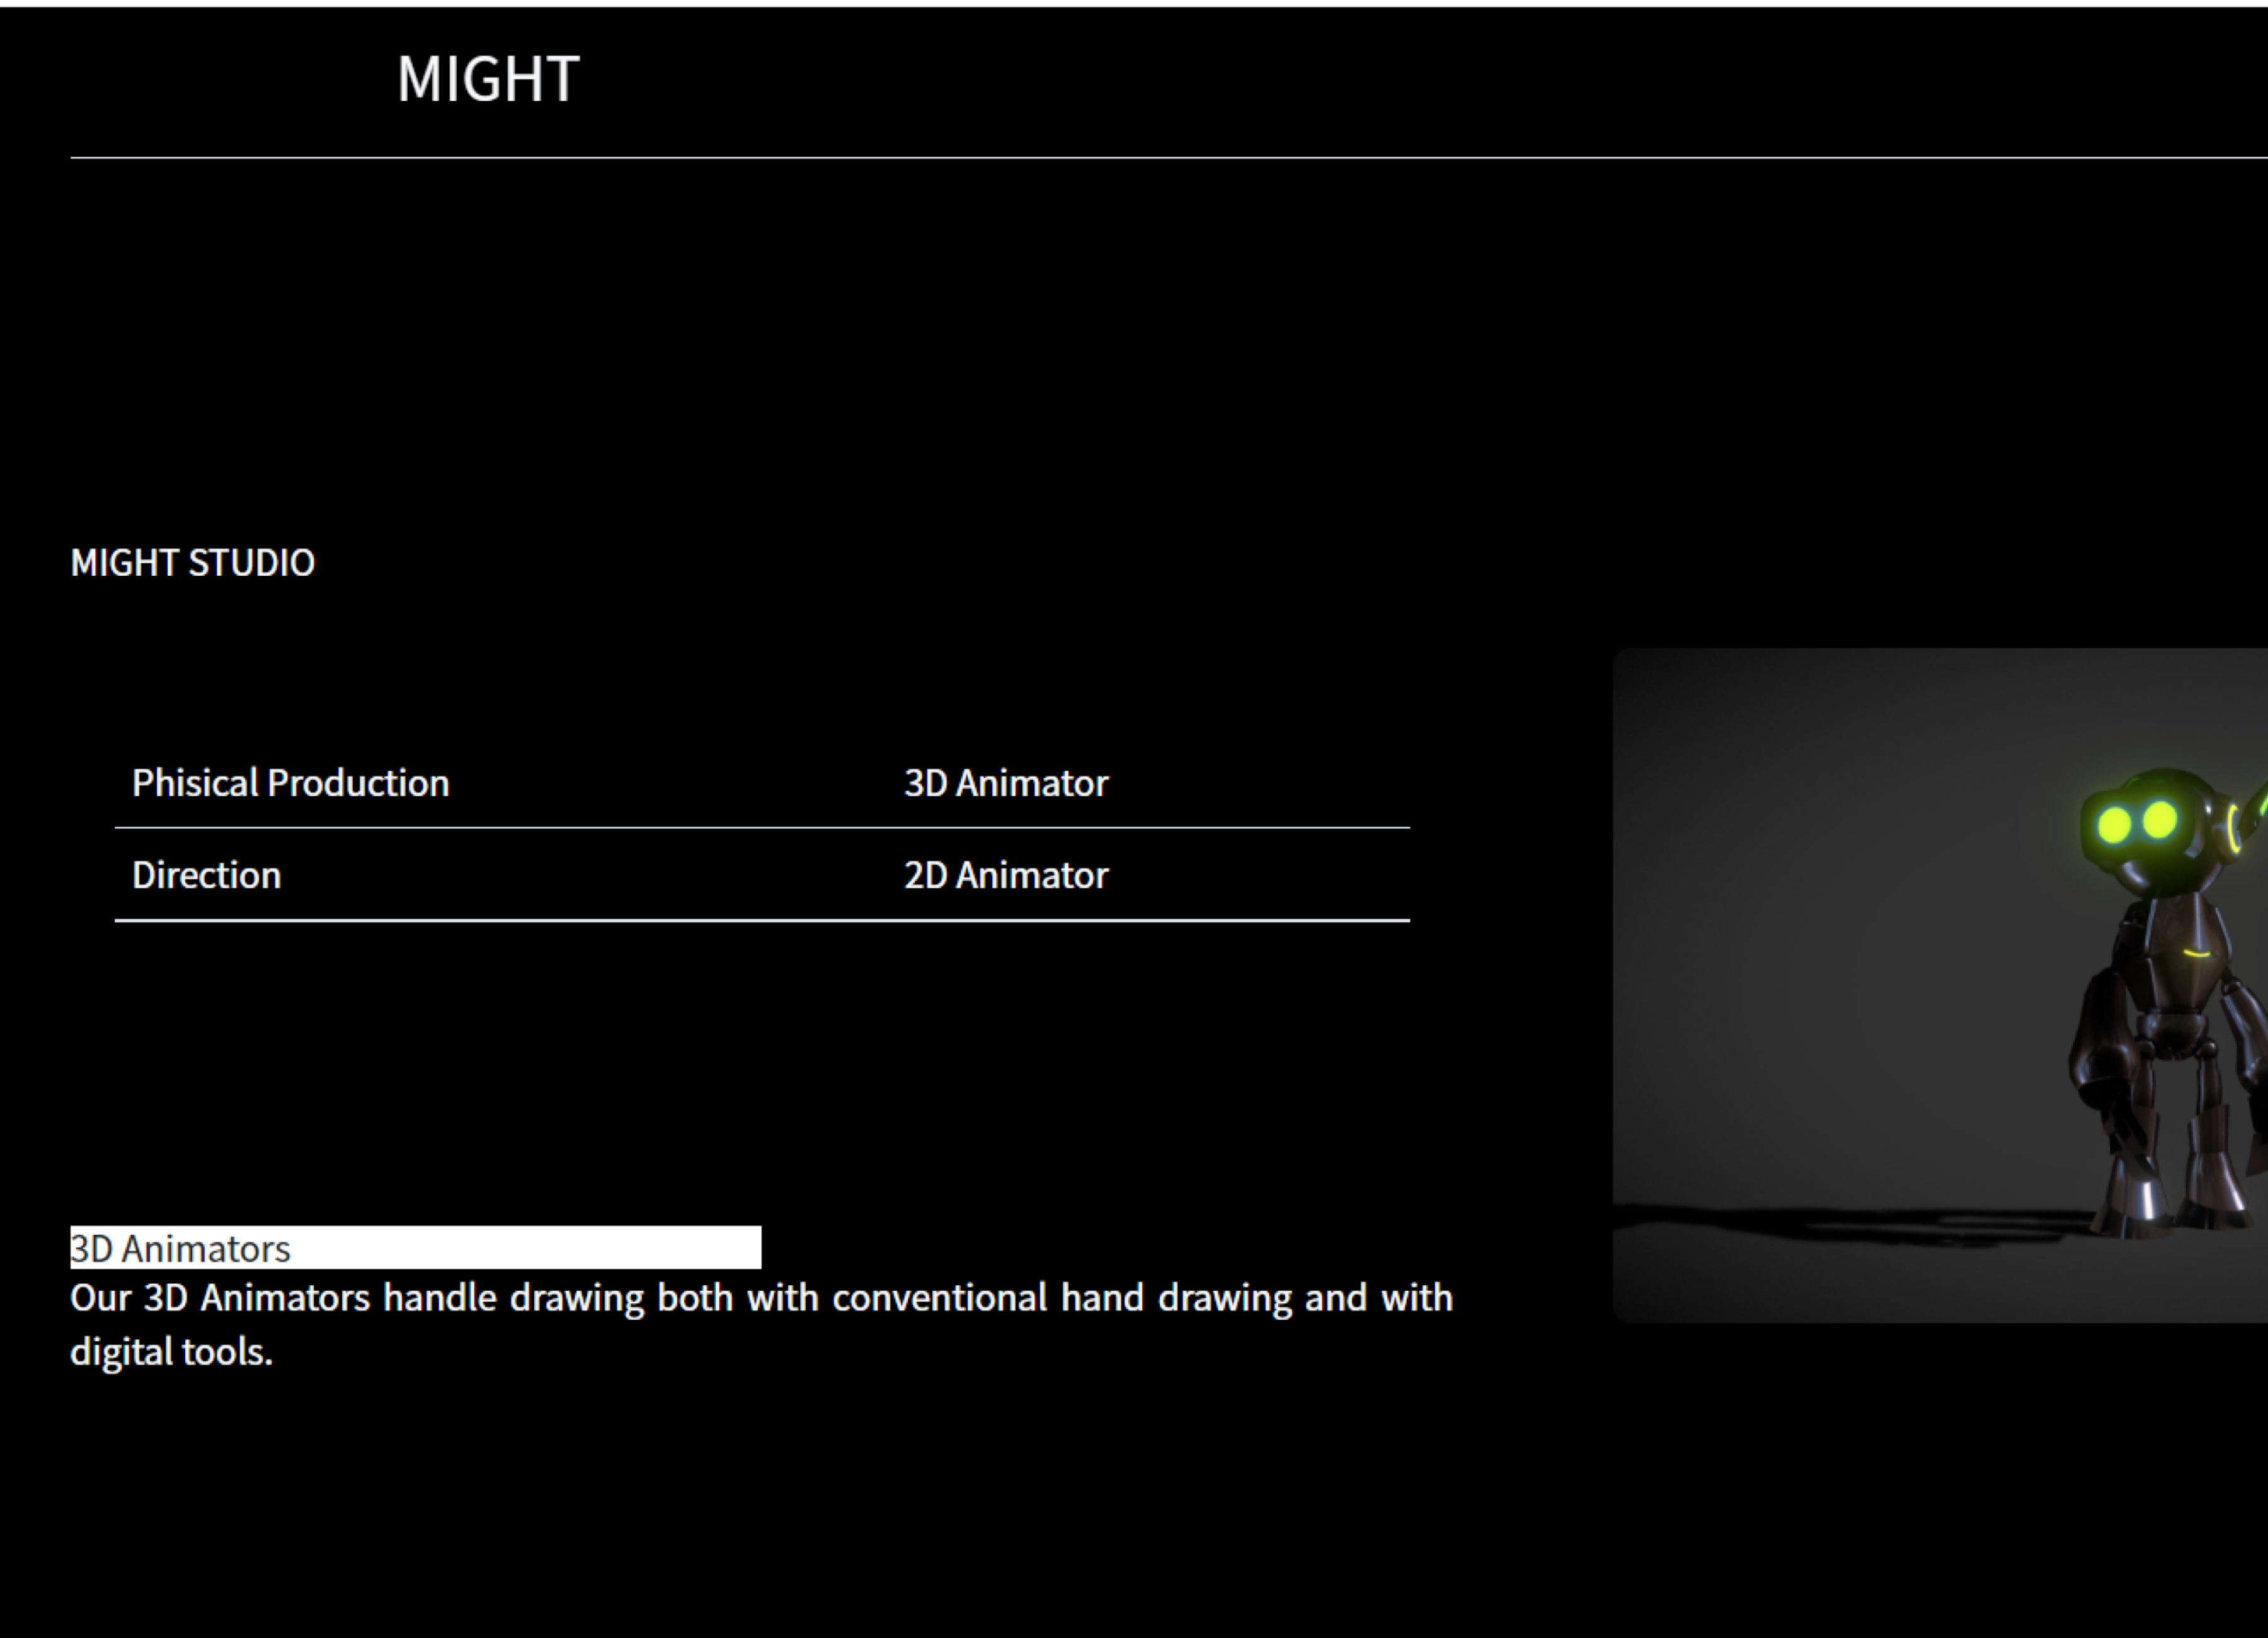 MIGHT
MIGHT STUDIO
Phisical Production 3D Animator
Direction 2D Animator
3D Animators
Our 3D Animators handle drawing both with conventional hand drawing and with
digital tools.